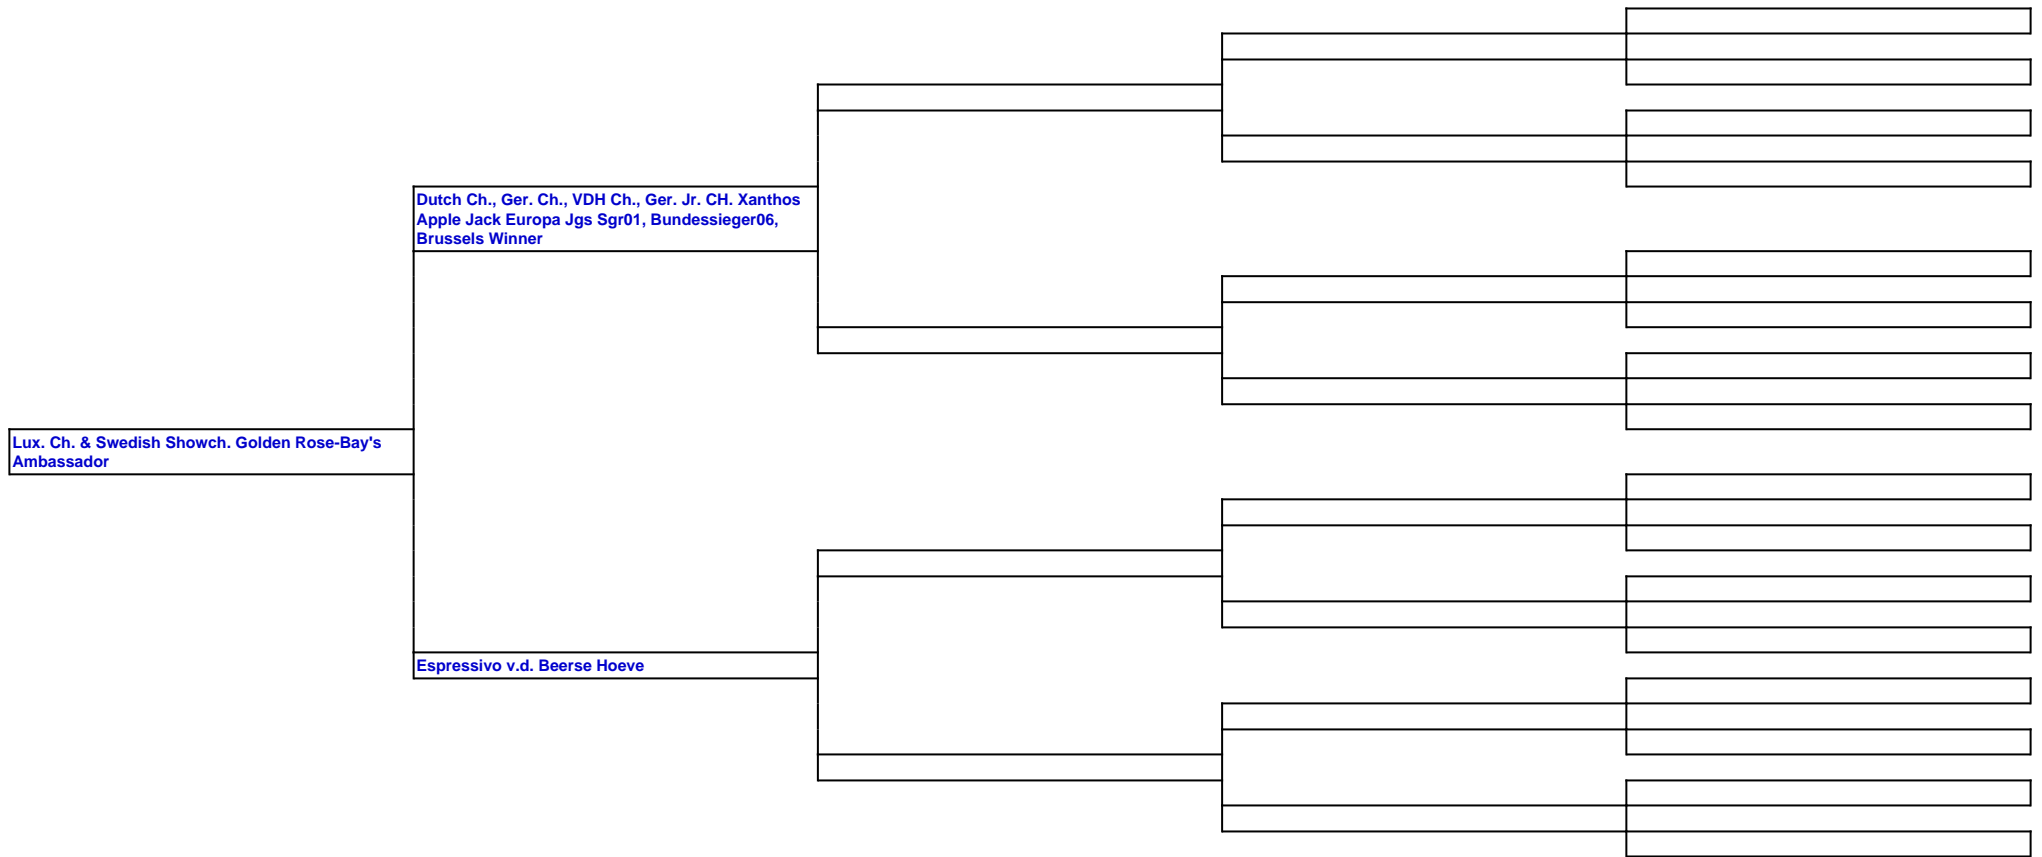 Dutch Ch., Ger. Ch., VDH Ch., Ger. Jr. CH. Xanthos
Apple Jack Europa Jgs Sgr01, Bundessieger06,
Brussels Winner
Lux. Ch. & Swedish Showch. Golden Rose-Bay's
Ambassador
Espressivo v.d. Beerse Hoeve